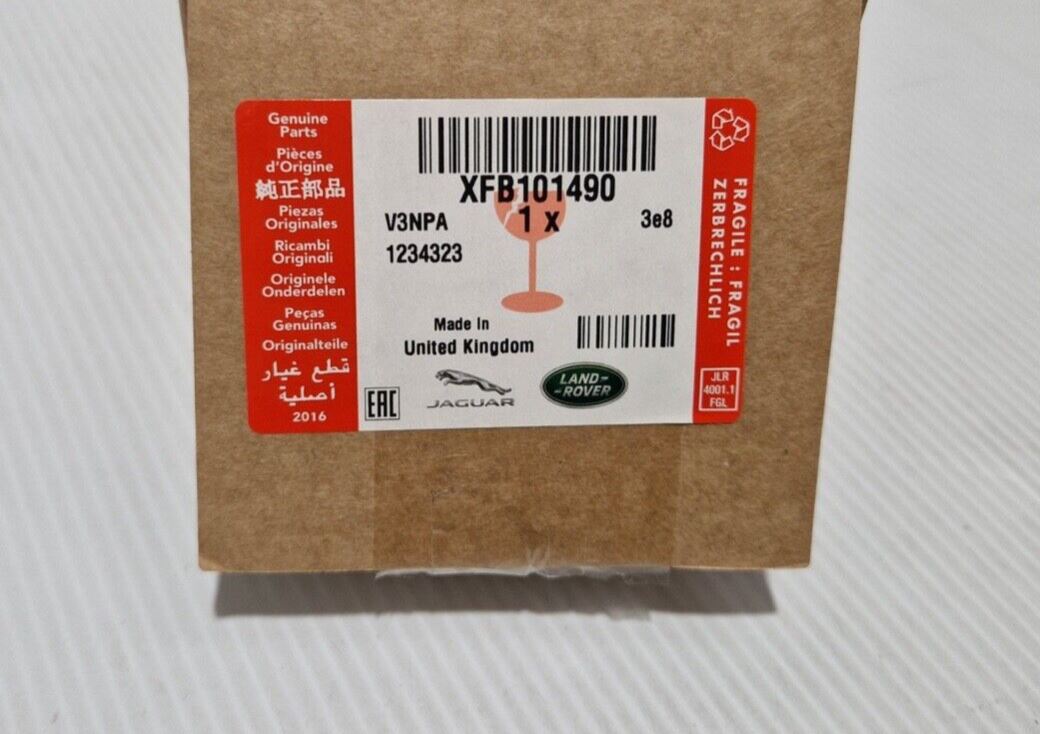 Genuine
Parts
Pièces
d'Origine
純正部品
Piezas
Originales
Ricambi
Originali
Originele
Onderdelen
Peças
Genuinas
Originalteile
قطع غيار
أصلية
2016
XFB101490
V3NPA
1 x
3e8
1234323
Made In
United Kingdom
EAC
JAGUAR
LAND-
-ROVER
FRAGILE : FRAGIL
ZERBRECHLICH
JLR
4001.1
FGL